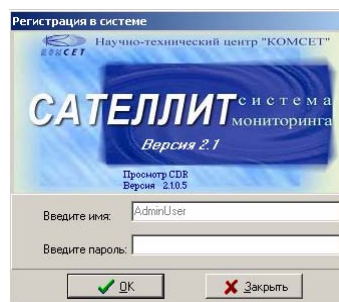 Регистрация в системе
КОМСЕТ
Научно-технический центр "КОМСЕТ"
САТЕЛЛИТ
система
мониторинга
Версия 2.1
Просмотр CDR
Версия 2.1.0.5
Введите имя:
AdminUser
Введите пароль:
OK
Закрыть